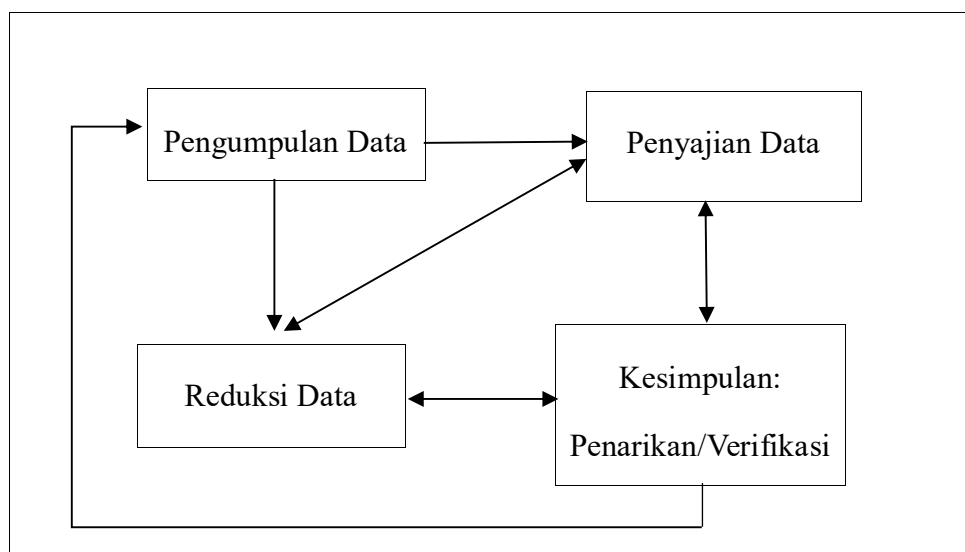 Pengumpulan Data
Penyajian Data
Reduksi Data
Kesimpulan:
Penarikan/Verifikasi